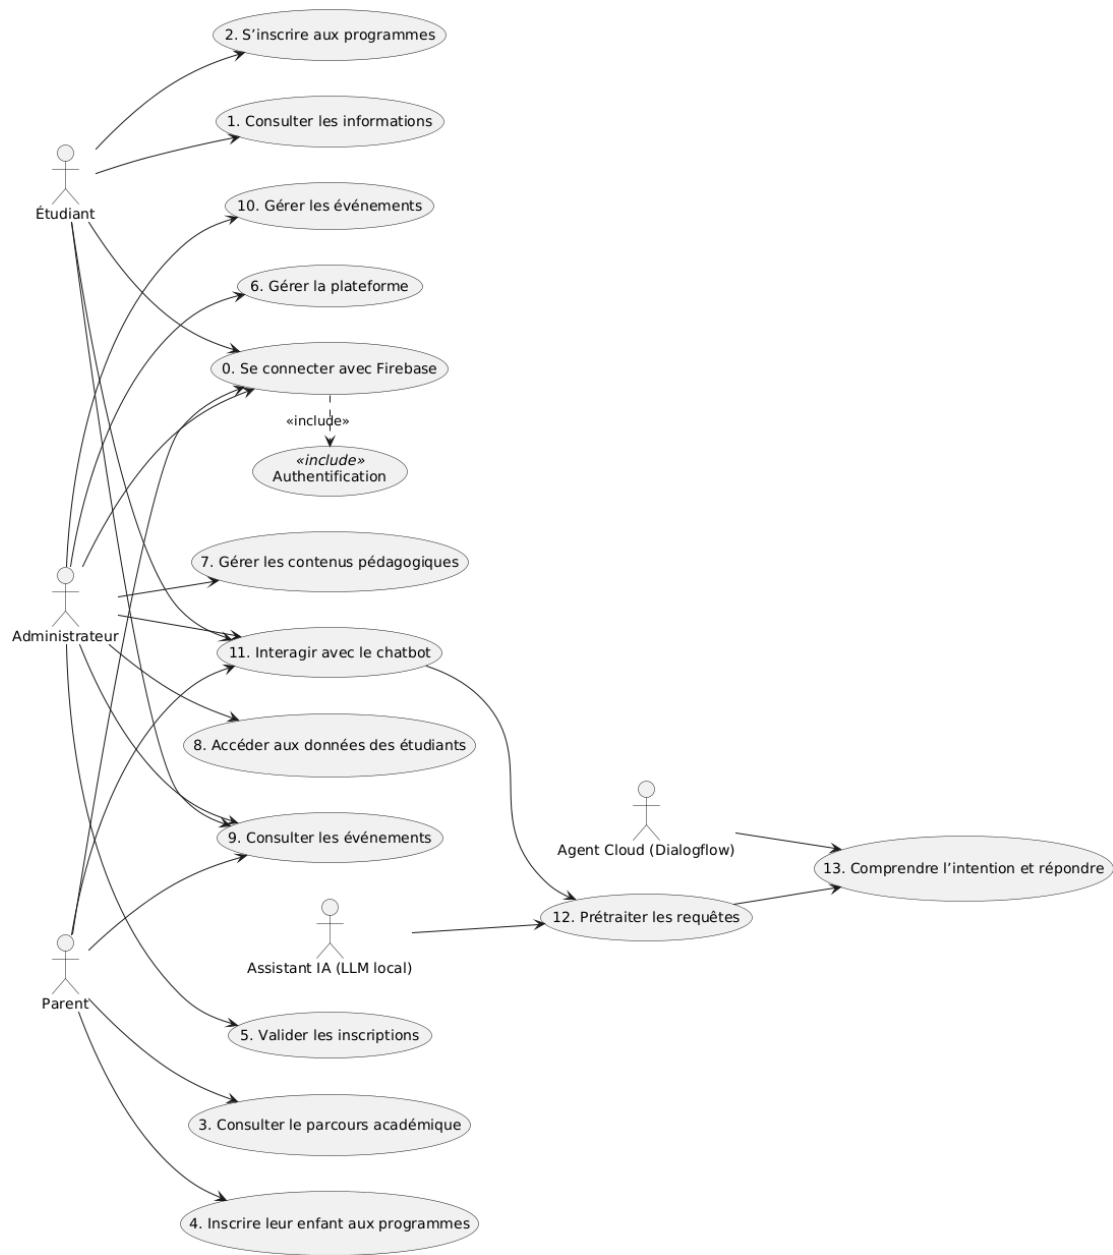 2. S’inscrire aux programmes
1. Consulter les informations
Étudiant
10. Gérer les événements
6. Gérer la plateforme
0. Se connecter avec Firebase
«include»
«include»
Authentification
7. Gérer les contenus pédagogiques
Administrateur
11. Interagir avec le chatbot
8. Accéder aux données des étudiants
9. Consulter les événements
Agent Cloud (Dialogflow)
13. Comprendre l’intention et répondre
12. Prétraiter les requêtes
Assistant IA (LLM local)
Parent
5. Valider les inscriptions
3. Consulter le parcours académique
4. Inscrire leur enfant aux programmes